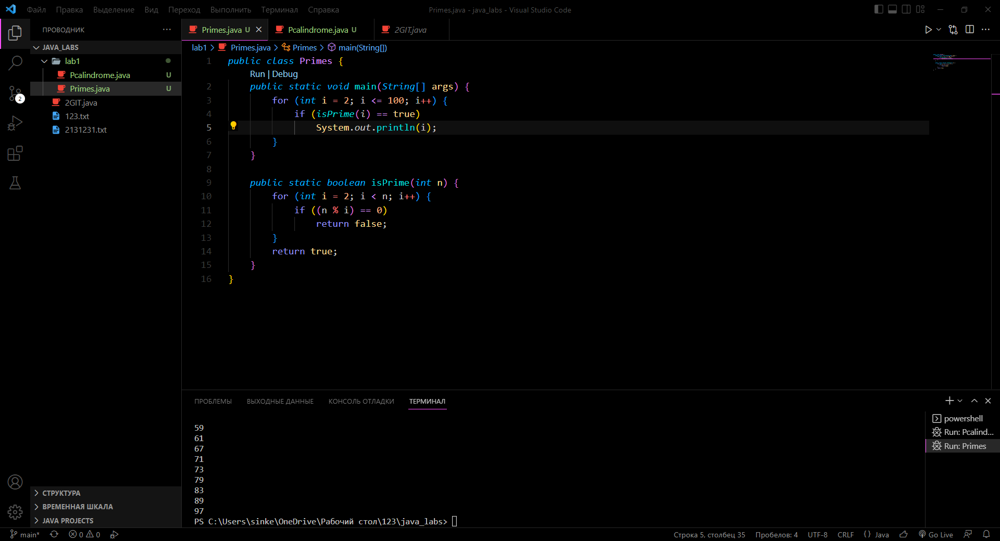 Файл Правка Выделение Вид Переход Выполнить Терминал Справка
Primes.java - java_labs - Visual Studio Code
ПРОВОДНИК
JAVA_LABS
lab1
Pcalindrome.java U
Primes.java U
2GIT.java
123.txt
2131231.txt
2
СТРУКТУРА
ВРЕМЕННАЯ ШКАЛА
JAVA PROJECTS
Primes.java U
Pcalindrome.java U
2GIT.java
lab1 > Primes.java > Primes > main(String[])
1 public class Primes {
Run | Debug
2 public static void main(String[] args) {
3 for (int i = 2; i <= 100; i++) {
4 if (isPrime(i) == true)
5 System.out.println(i);
6 }
7 }
8
9 public static boolean isPrime(int n) {
10 for (int i = 2; i < n; i++) {
11 if ((n % i) == 0)
12 return false;
13 }
14 return true;
15 }
16 }
ПРОБЛЕМЫ ВЫХОДНЫЕ ДАННЫЕ КОНСОЛЬ ОТЛАДКИ ТЕРМИНАЛ
59
61
67
71
73
79
83
89
97
PS C:\Users\sinke\OneDrive\Рабочий стол\123\java_labs>
powershell
Run: Pcalind...
Run: Primes
main* 0 0
Строка 5, столбец 35 Пробелов: 4 UTF-8 CRLF {} Java Go Live